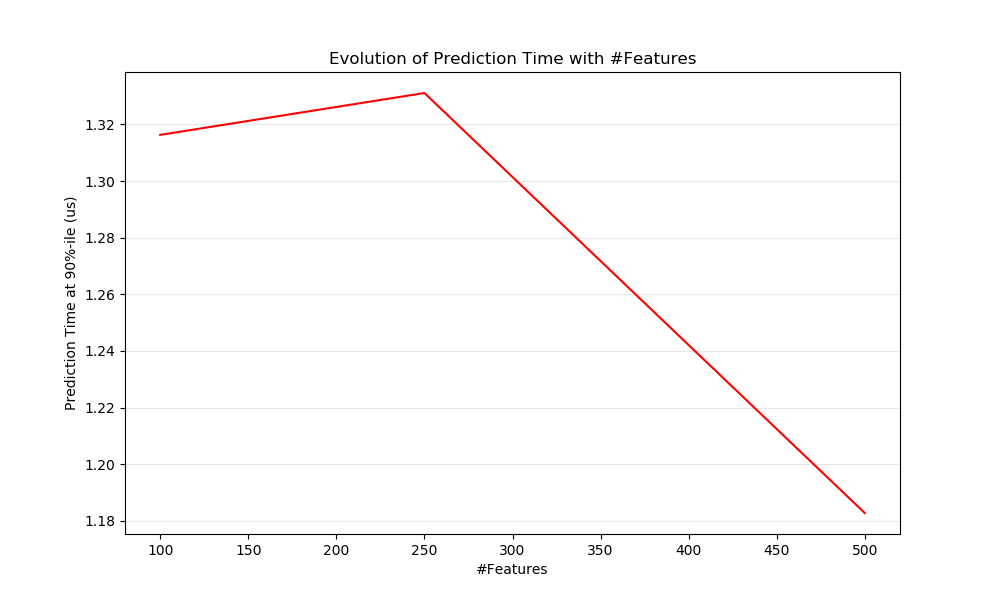 Evolution of Prediction Time with #Features
Prediction Time at 90%-ile (us)
1.32
1.30
1.28
1.26
1.24
1.22
1.20
1.18
100 150 200 250 300 350 400 450 500
#Features